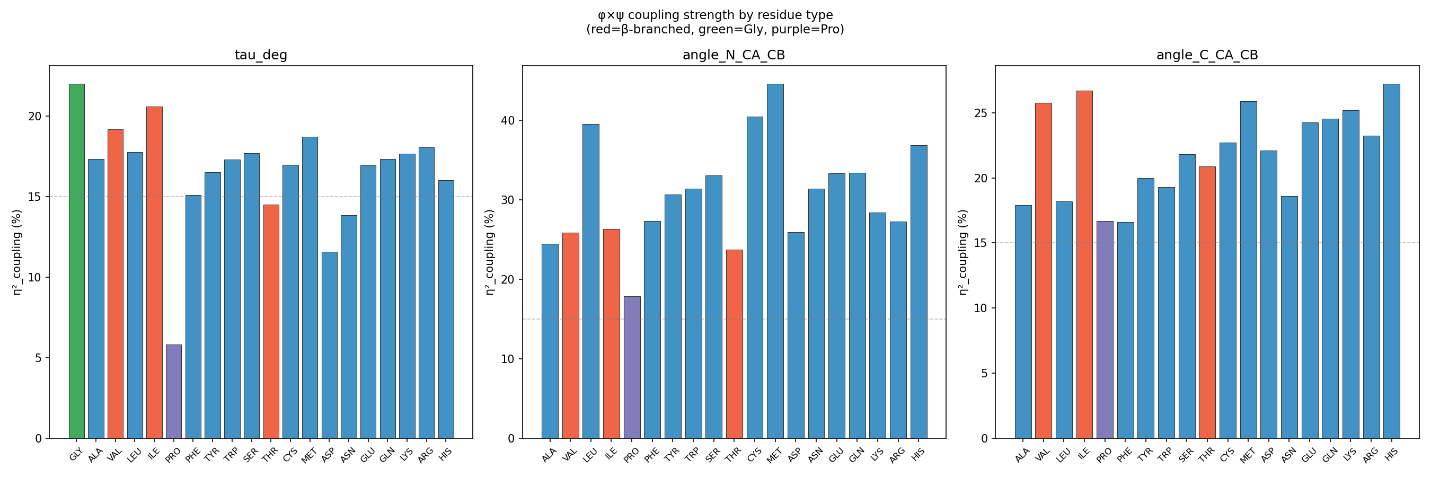 φ×ψ coupling strength by residue type
(red=β-branched, green=Gly, purple=Pro)
tau_deg
η²_coupling (%)
20
15
10
5
0
GLY ALA VAL LEU ILE PRO PHE TYR TRP SER THR CYS MET ASP ASN GLU GLN LYS ARG HIS
angle_N_CA_CB
η²_coupling (%)
40
30
20
10
0
ALA VAL LEU ILE PRO PHE TYR TRP SER THR CYS MET ASP ASN GLU GLN LYS ARG HIS
angle_C_CA_CB
η²_coupling (%)
25
20
15
10
5
0
ALA VAL LEU ILE PRO PHE TYR TRP SER THR CYS MET ASP ASN GLU GLN LYS ARG HIS